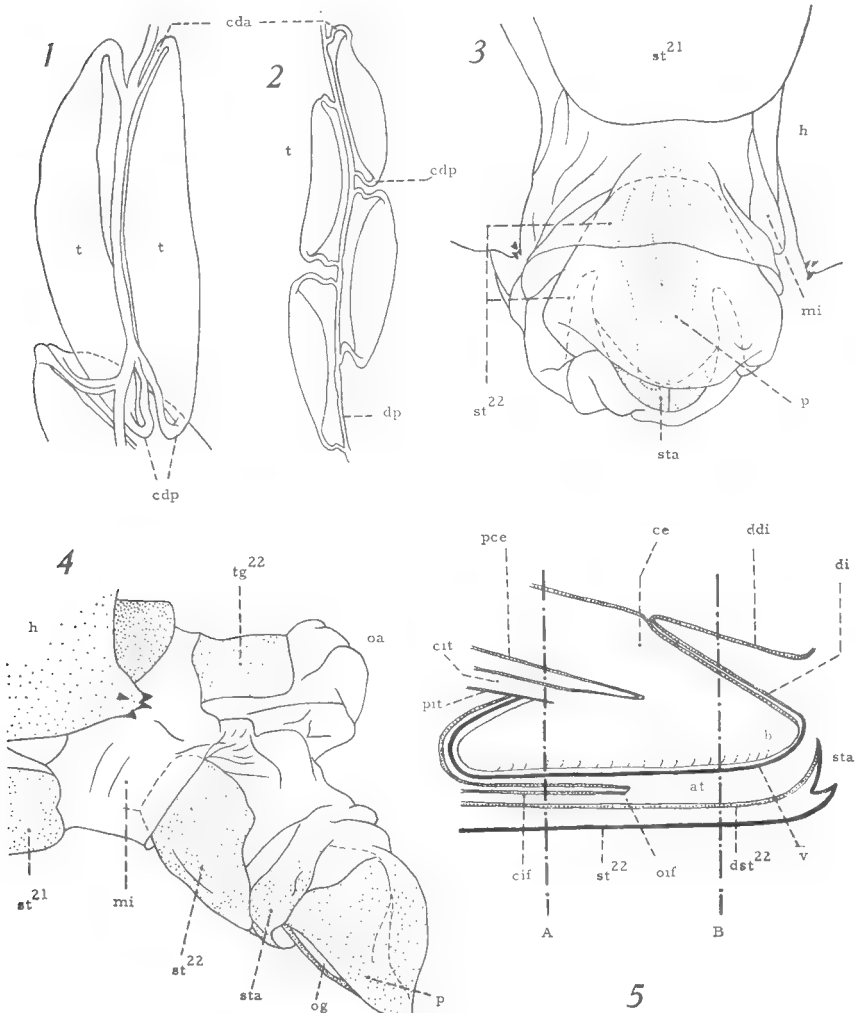 1
cda
2
3
st21
h
t
cdp
t
t
mi
dp
st22
p
sta
cdp
4
tg22
pce
ce
ddi
di
h
oa
cit
pit
b
sta
at
st21
mi
cif
st22
oif
dst22
v
st22
sta
og
p
A
B
5